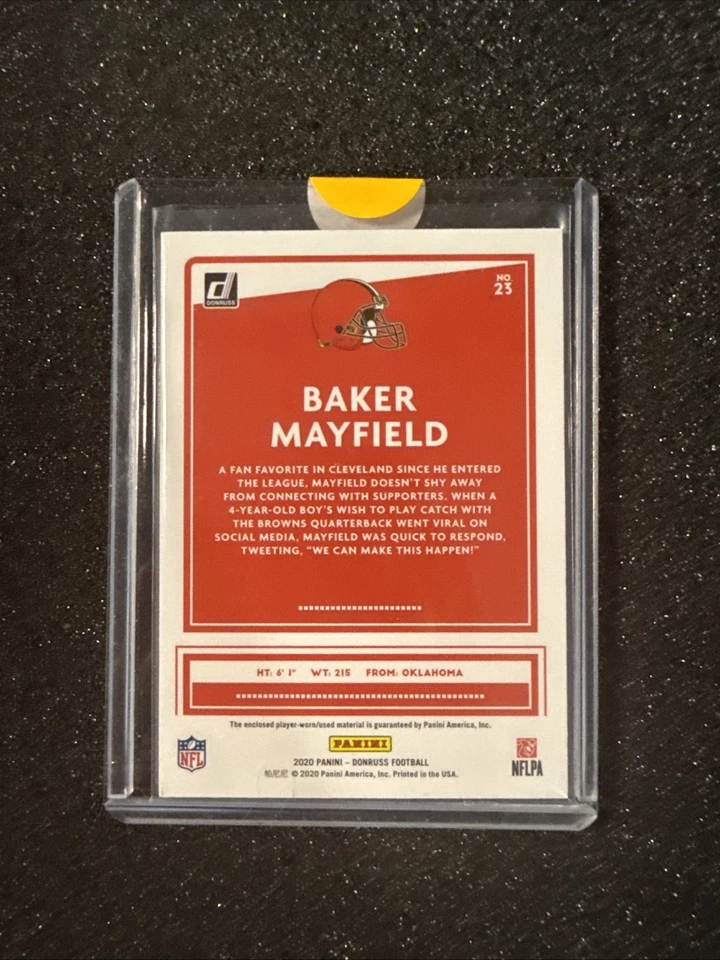 DONRUSS
NO.
23
BAKER
MAYFIELD
A FAN FAVORITE IN CLEVELAND SINCE HE ENTERED
THE LEAGUE, MAYFIELD DOESN'T SHY AWAY
FROM CONNECTING WITH SUPPORTERS. WHEN A
4-YEAR-OLD BOY'S WISH TO PLAY CATCH WITH
THE BROWNS QUARTERBACK WENT VIRAL ON
SOCIAL MEDIA, MAYFIELD WAS QUICK TO RESPOND,
TWEETING, "WE CAN MAKE THIS HAPPEN!"
HT: 6' 1" WT: 215 FROM: OKLAHOMA
The enclosed player-worn/used material is guaranteed by Panini America, Inc.
PANINI
NFL
2020 PANINI – DONRUSS FOOTBALL
© 2020 Panini America, Inc. Printed in the USA.
NFLPA